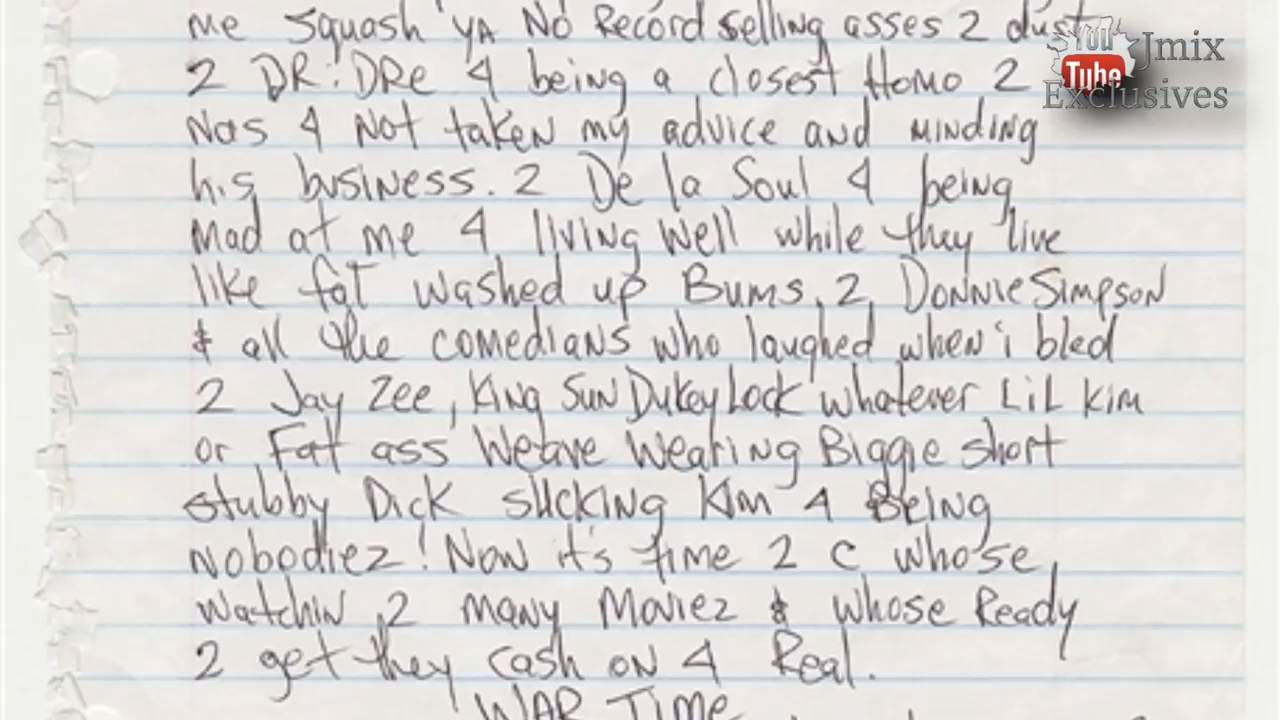 me squash ya No Record selling asses 2 dust
2 DR. DRE 4 being a closest Homo 2
Nas 4 Not taken my advice and minding
his business. 2 De la Soul 4 being
Mad at me 4 living well while they live
like fat washed up Bums. 2 Donnie Simpson
& all the comedians who laughed when i bled
2 Jay Zee, King Sun Dukey Lock whatever LiL Kim
or Fat ass Weave Wearing Biggie short
stubby Dick sucking Kim 4 Being
nobodiez! Now it's time 2 c whose
watchin 2 many Moviez & whose Ready
2 get they cash on 4 Real.
WAR TIME
You
Tube
Jmix
Exclusives